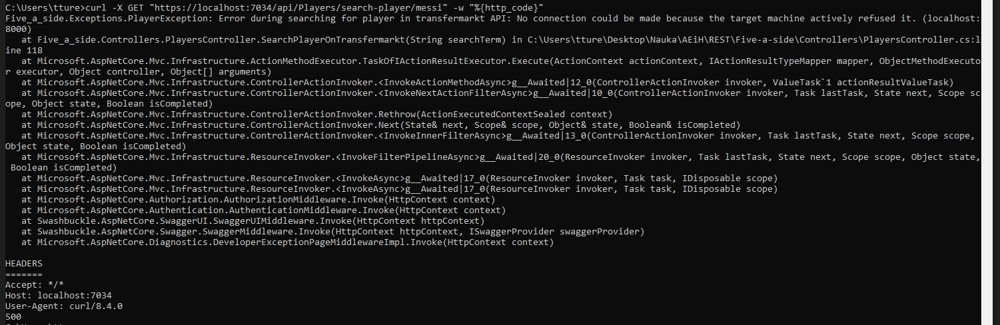 C:\Users\tture>curl -X GET "https://localhost:7034/api/Players/search-player/messi" -w "%{http_code}"
Five_a_side.Exceptions.PlayerException: Error during searching for player in transfermarkt API: No connection could be made because the target machine actively refused it. (localhost:
8000)
   at Five_a_side.Controllers.PlayersController.SearchPlayerOnTransfermarkt(String searchTerm) in C:\Users\tture\Desktop\Nauka\AEiH\REST\Five-a-side\Controllers\PlayersController.cs:l
ine 118
   at Microsoft.AspNetCore.Mvc.Infrastructure.ActionMethodExecutor.TaskOfIActionResultExecutor.Execute(ActionContext actionContext, IActionResultTypeMapper mapper, ObjectMethodExecuto
r executor, Object controller, Object[] arguments)
   at Microsoft.AspNetCore.Mvc.Infrastructure.ControllerActionInvoker.<InvokeActionMethodAsync>g__Awaited|12_0(ControllerActionInvoker invoker, ValueTask`1 actionResultValueTask)
   at Microsoft.AspNetCore.Mvc.Infrastructure.ControllerActionInvoker.<InvokeNextActionFilterAsync>g__Awaited|10_0(ControllerActionInvoker invoker, Task lastTask, State next, Scope sc
ope, Object state, Boolean isCompleted)
   at Microsoft.AspNetCore.Mvc.Infrastructure.ControllerActionInvoker.Rethrow(ActionExecutedContextSealed context)
   at Microsoft.AspNetCore.Mvc.Infrastructure.ControllerActionInvoker.Next(State& next, Scope& scope, Object& state, Boolean& isCompleted)
   at Microsoft.AspNetCore.Mvc.Infrastructure.ControllerActionInvoker.<InvokeInnerFilterAsync>g__Awaited|13_0(ControllerActionInvoker invoker, Task lastTask, State next, Scope scope,
Object state, Boolean isCompleted)
   at Microsoft.AspNetCore.Mvc.Infrastructure.ResourceInvoker.<InvokeFilterPipelineAsync>g__Awaited|20_0(ResourceInvoker invoker, Task lastTask, State next, Scope scope, Object state,
 Boolean isCompleted)
   at Microsoft.AspNetCore.Mvc.Infrastructure.ResourceInvoker.<InvokeAsync>g__Awaited|17_0(ResourceInvoker invoker, Task task, IDisposable scope)
   at Microsoft.AspNetCore.Mvc.Infrastructure.ResourceInvoker.<InvokeAsync>g__Awaited|17_0(ResourceInvoker invoker, Task task, IDisposable scope)
   at Microsoft.AspNetCore.Authorization.AuthorizationMiddleware.Invoke(HttpContext context)
   at Microsoft.AspNetCore.Authentication.AuthenticationMiddleware.Invoke(HttpContext context)
   at Swashbuckle.AspNetCore.SwaggerUI.SwaggerUIMiddleware.Invoke(HttpContext httpContext)
   at Swashbuckle.AspNetCore.Swagger.SwaggerMiddleware.Invoke(HttpContext httpContext, ISwaggerProvider swaggerProvider)
   at Microsoft.AspNetCore.Diagnostics.DeveloperExceptionPageMiddlewareImpl.Invoke(HttpContext context)

HEADERS
=======
Accept: */*
Host: localhost:7034
User-Agent: curl/8.4.0
500